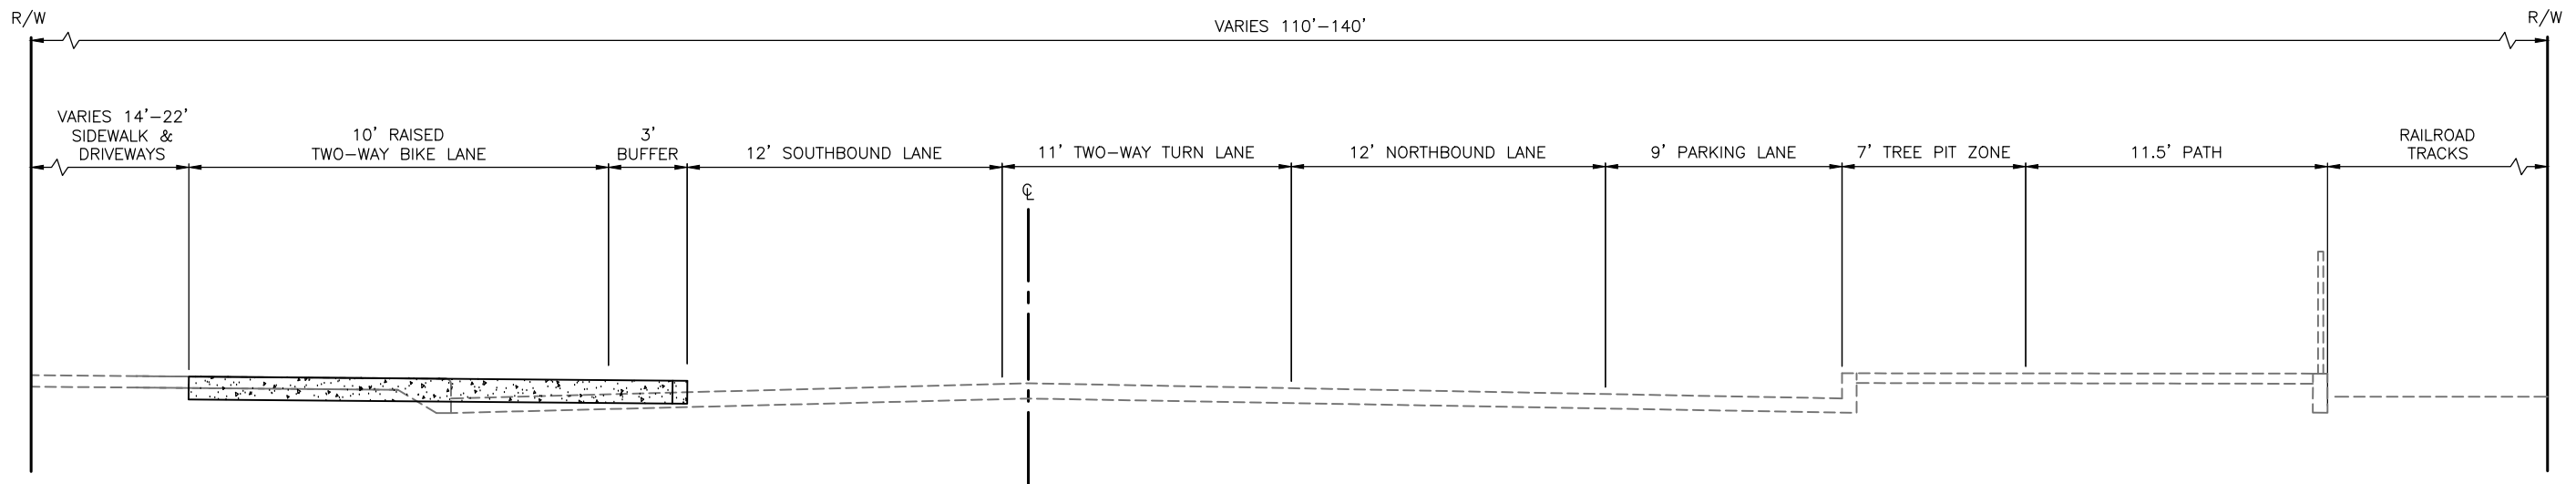 R/W
R/W
VARIES 110'-140'
VARIES 14'-22'
SIDEWALK &
DRIVEWAYS
10' RAISED
TWO-WAY BIKE LANE
3'
BUFFER
12' SOUTHBOUND LANE
11' TWO-WAY TURN LANE
12' NORTHBOUND LANE
9' PARKING LANE
7' TREE PIT ZONE
11.5' PATH
RAILROAD
TRACKS
℄